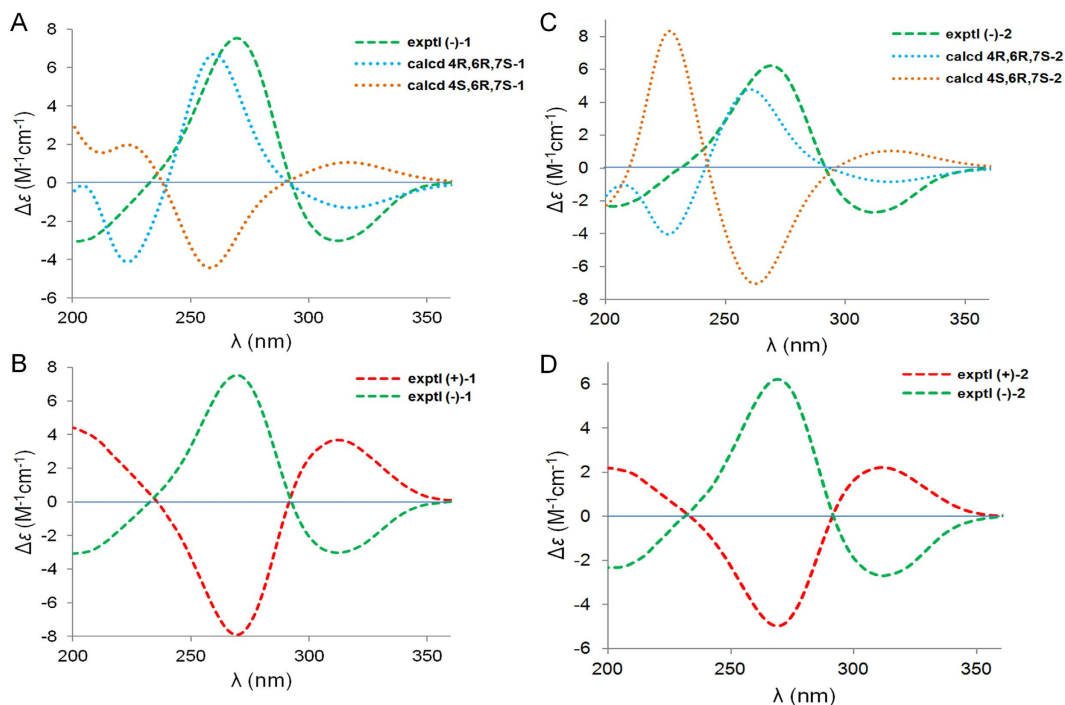 A
exptl (-)-1
calcd 4R,6R,7S-1
calcd 4S,6R,7S-1
Δε (M⁻¹cm⁻¹)
8
6
4
2
0
-2
-4
-6
200
250
300
350
λ (nm)
C
exptl (-)-2
calcd 4R,6R,7S-2
calcd 4S,6R,7S-2
Δε (M⁻¹cm⁻¹)
8
6
4
2
0
-2
-4
-6
-8
200
250
300
350
λ (nm)
B
exptl (+)-1
exptl (-)-1
Δε (M⁻¹cm⁻¹)
8
6
4
2
0
-2
-4
-6
-8
200
250
300
350
λ (nm)
D
exptl (+)-2
exptl (-)-2
Δε (M⁻¹cm⁻¹)
6
4
2
0
-2
-4
-6
200
250
300
350
λ (nm)